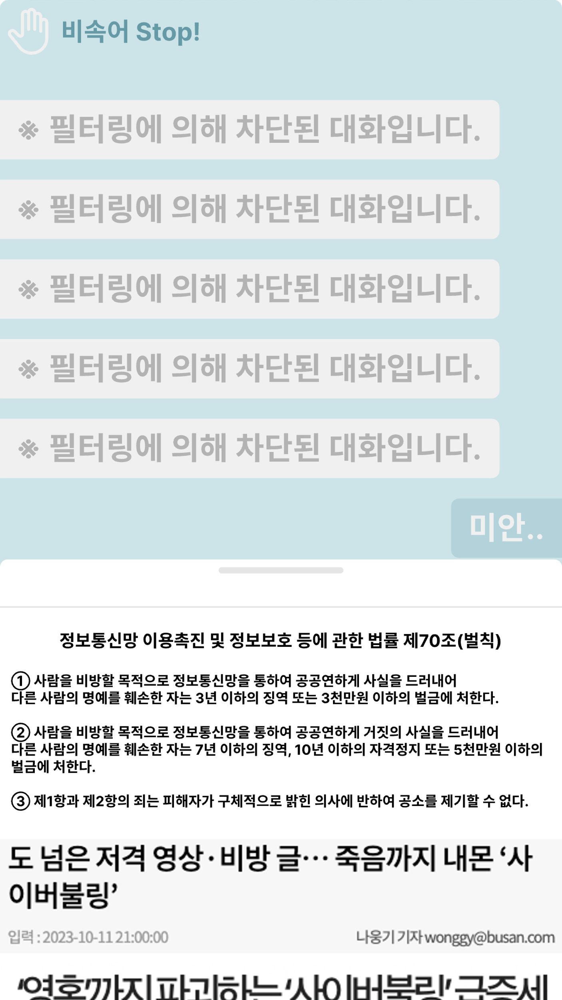 비속어 Stop!
※ 필터링에 의해 차단된 대화입니다.
※ 필터링에 의해 차단된 대화입니다.
※ 필터링에 의해 차단된 대화입니다.
※ 필터링에 의해 차단된 대화입니다.
※ 필터링에 의해 차단된 대화입니다.
미안..
정보통신망 이용촉진 및 정보보호 등에 관한 법률 제70조(벌칙)
① 사람을 비방할 목적으로 정보통신망을 통하여 공공연하게 사실을 드러내어
다른 사람의 명예를 훼손한 자는 3년 이하의 징역 또는 3천만원 이하의 벌금에 처한다.
② 사람을 비방할 목적으로 정보통신망을 통하여 공공연하게 거짓의 사실을 드러내어
다른 사람의 명예를 훼손한 자는 7년 이하의 징역, 10년 이하의 자격정지 또는 5천만원 이하의
벌금에 처한다.
③ 제1항과 제2항의 죄는 피해자가 구체적으로 밝힌 의사에 반하여 공소를 제기할 수 없다.
도 넘은 저격 영상·비방 글… 죽음까지 내몬 ‘사
이버불링’
입력 : 2023-10-11 21:00:00
나웅기 기자 wonggy@busan.com
‘영혼’까지 파괴하는 ‘사이버불링’ 급증세